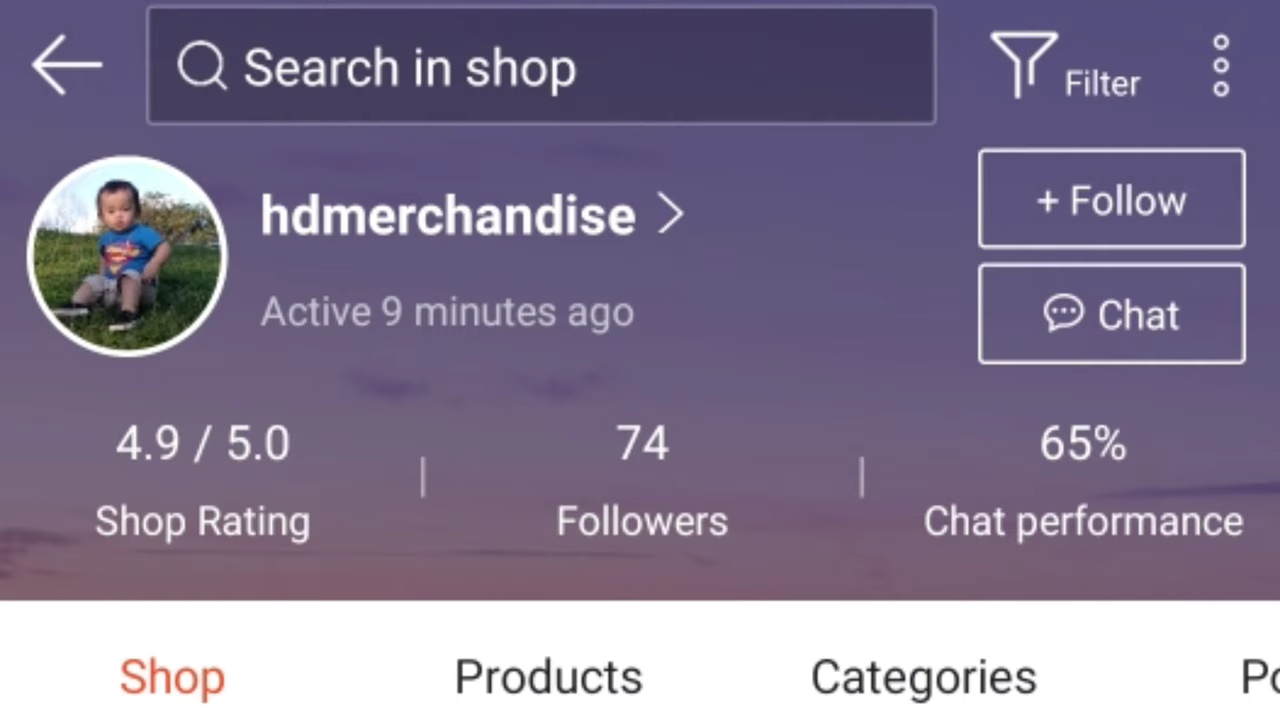 Search in shop
Filter
hdmerchandise
+ Follow
Active 9 minutes ago
Chat
4.9 / 5.0
74
65%
Shop Rating
Followers
Chat performance
Shop
Products
Categories